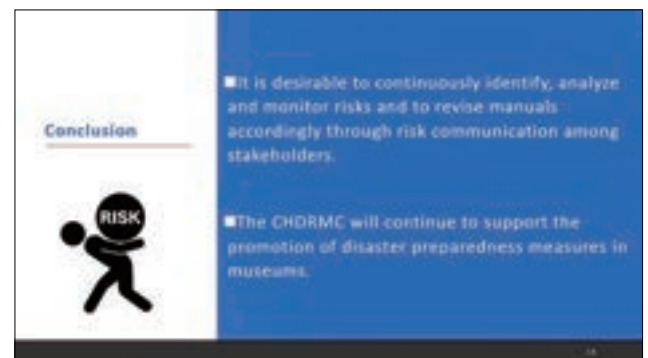 Conclusion
RISK
■It is desirable to continuously identify, analyze
and monitor risks and to revise manuals
accordingly through risk communication among
stakeholders.
■The CHDRMC will continue to support the
promotion of disaster preparedness measures in
museums.